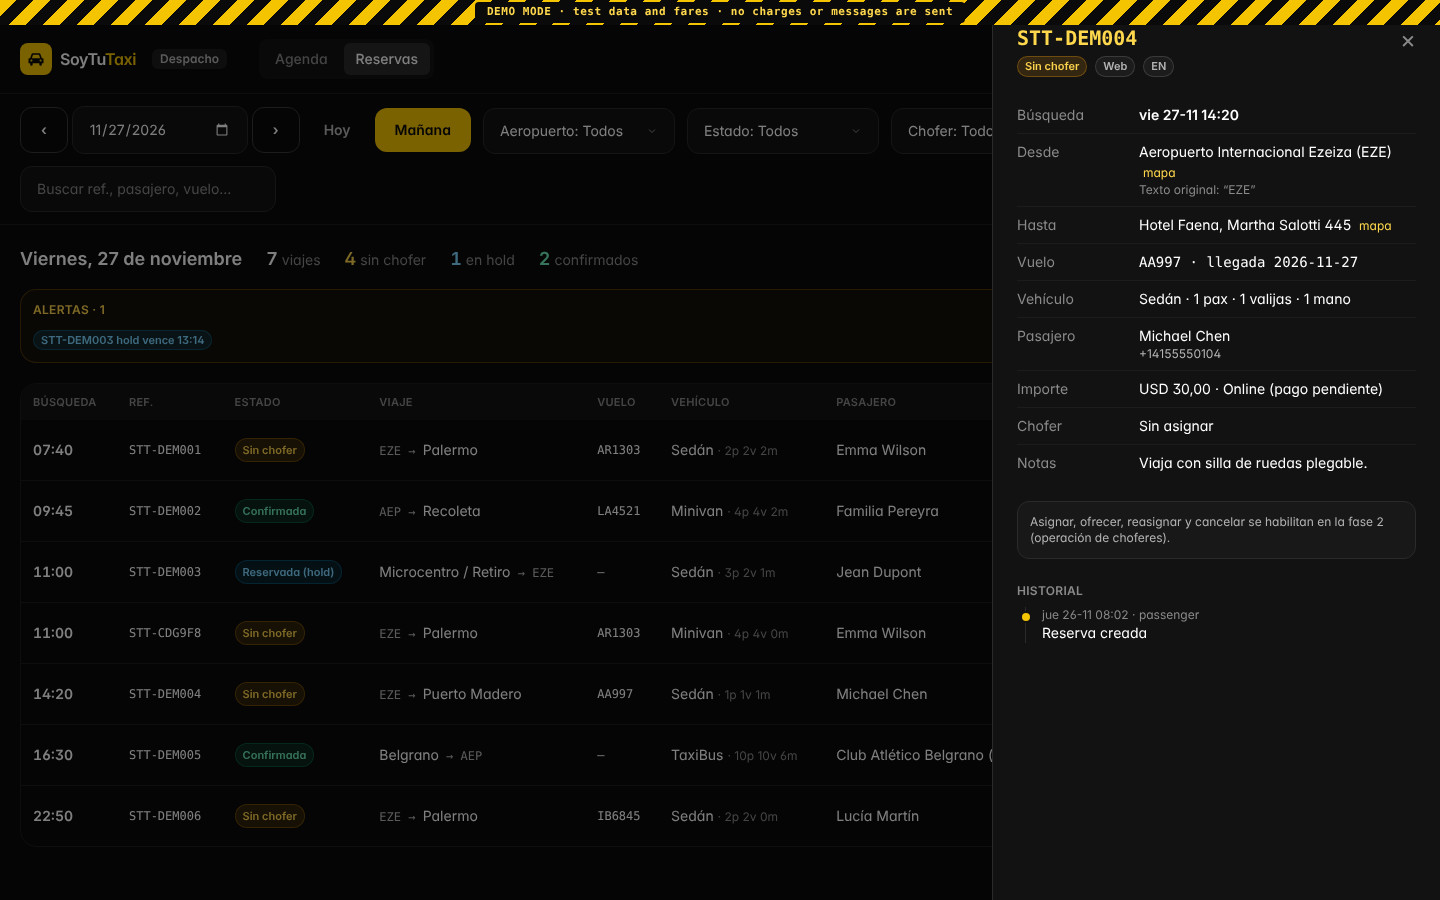 DEMO MODE · test data and fares · no charges or messages are sent
SoyTuTaxi
Despacho
Agenda
Reservas
‹
11/27/2026
›
Hoy
Mañana
Aeropuerto: Todos
Estado: Todos
Chofer: Todo
Buscar ref., pasajero, vuelo...
Viernes, 27 de noviembre 7 viajes 4 sin chofer 1 en hold 2 confirmados
ALERTAS · 1
STT-DEM003 hold vence 13:14
BÚSQUEDA REF. ESTADO VIAJE VUELO VEHÍCULO PASAJERO
07:40 STT-DEM001 Sin chofer EZE → Palermo AR1303 Sedán · 2p 2v 2m Emma Wilson
09:45 STT-DEM002 Confirmada AEP → Recoleta LA4521 Minivan · 4p 4v 2m Familia Pereyra
11:00 STT-DEM003 Reservada (hold) Microcentro / Retiro → EZE – Sedán · 3p 2v 1m Jean Dupont
11:00 STT-CDG9F8 Sin chofer EZE → Palermo AR1303 Minivan · 4p 4v 0m Emma Wilson
14:20 STT-DEM004 Sin chofer EZE → Puerto Madero AA997 Sedán · 1p 1v 1m Michael Chen
16:30 STT-DEM005 Confirmada Belgrano → AEP – TaxiBus · 10p 10v 6m Club Atlético Belgrano (
22:50 STT-DEM006 Sin chofer EZE → Palermo IB6845 Sedán · 2p 2v 0m Lucía Martín
STT-DEM004
×
Sin chofer Web EN
Búsqueda vie 27-11 14:20
Desde Aeropuerto Internacional Ezeiza (EZE)
mapa
Texto original: “EZE”
Hasta Hotel Faena, Martha Salotti 445 mapa
Vuelo AA997 · llegada 2026-11-27
Vehículo Sedán · 1 pax · 1 valijas · 1 mano
Pasajero Michael Chen
+14155550104
Importe USD 30,00 · Online (pago pendiente)
Chofer Sin asignar
Notas Viaja con silla de ruedas plegable.
Asignar, ofrecer, reasignar y cancelar se habilitan en la fase 2
(operación de choferes).
HISTORIAL
jue 26-11 08:02 · passenger
Reserva creada